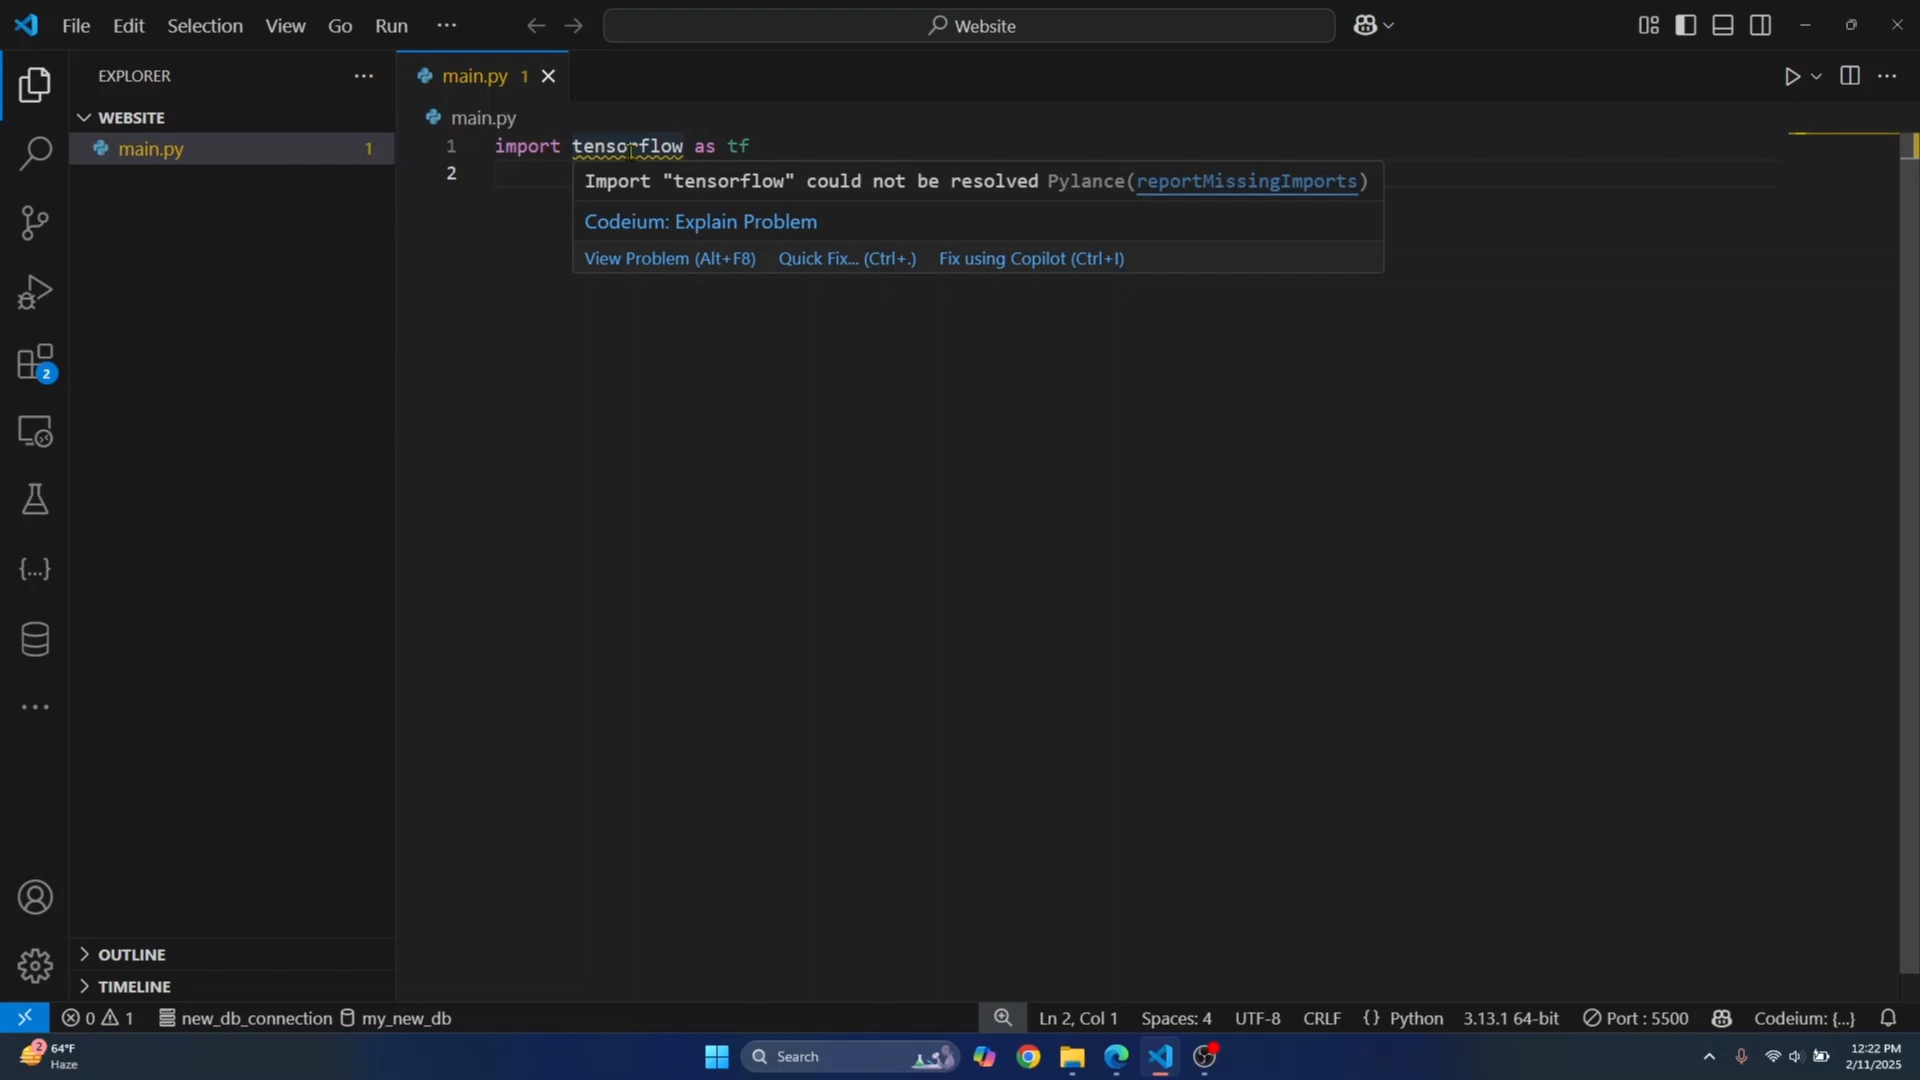 File Edit Selection View Go Run ···
Website
EXPLORER ···
main.py 1
WEBSITE
main.py
main.py 1
1 import tensorflow as tf
2
Import "tensorflow" could not be resolved Pylance(reportMissingImports)
Codeium: Explain Problem
View Problem (Alt+F8) Quick Fix... (Ctrl+.) Fix using Copilot (Ctrl+I)
2
{...}
OUTLINE
TIMELINE
0 1 new_db_connection my_new_db Ln 2, Col 1 Spaces: 4 UTF-8 CRLF {} Python 3.13.1 64-bit Port : 5500 Codeium: {...}
2 64°F
Haze
Search
12:22 PM
2/11/2025